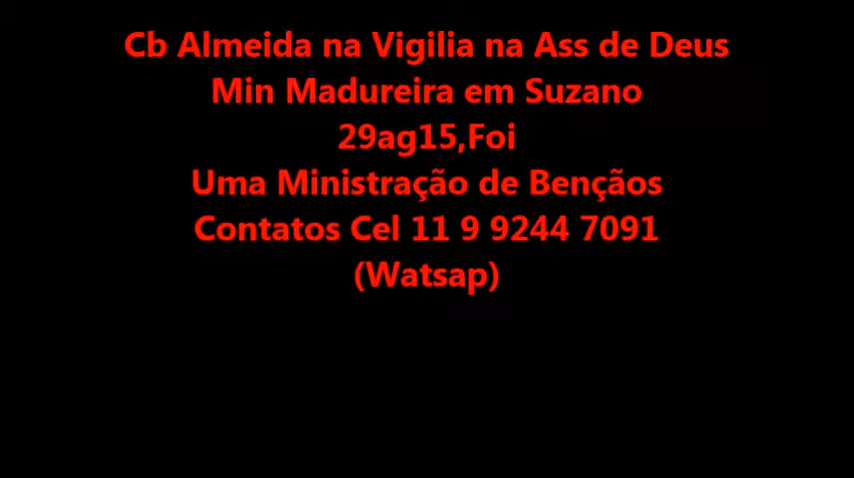 Cb Almeida na Vigilia na Ass de Deus
Min Madureira em Suzano
29ag15,Foi
Uma Ministração de Bençãos
Contatos Cel 11 9 9244 7091
(Watsap)